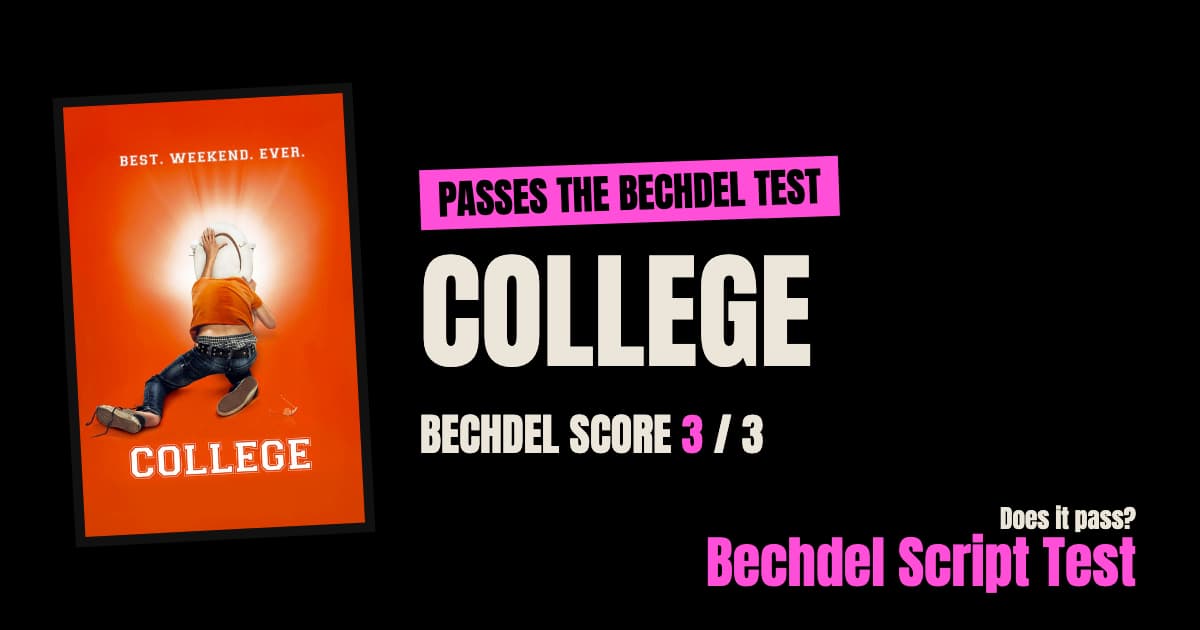 BEST. WEEKEND. EVER.
COLLEGE
PASSES THE BECHDEL TEST
COLLEGE
BECHDEL SCORE 3 / 3
Does it pass?
Bechdel Script Test